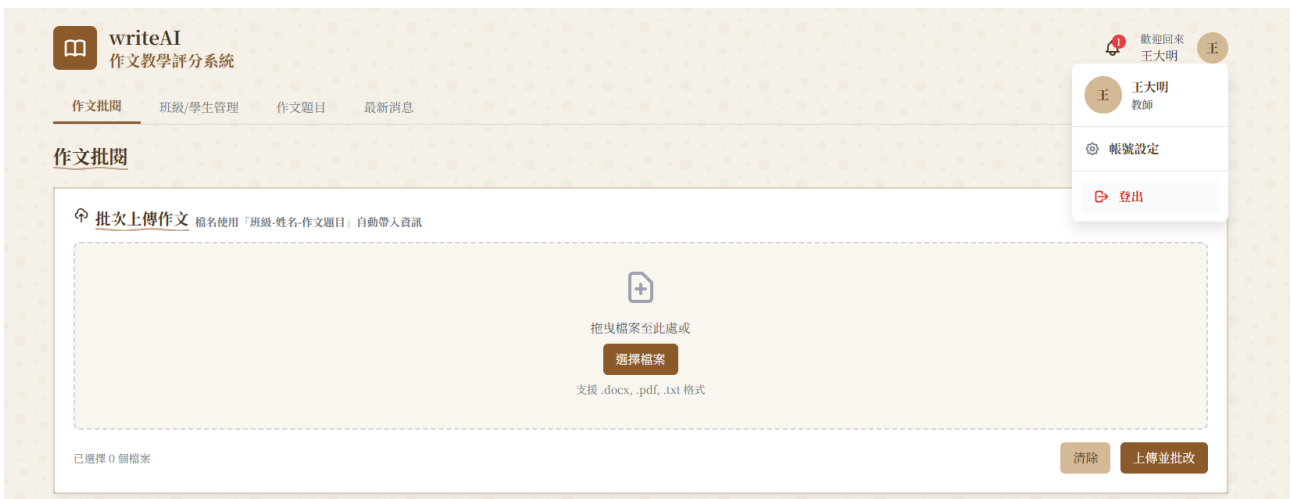 writeAI
作文教學評分系統
1
歡迎回來
王大明
王
王
王大明
教師
作文批閱
班級/學生管理
作文題目
最新消息
帳號設定
登出
作文批閱
批次上傳作文 檔名使用「班級-姓名-作文題目」自動帶入資訊
拖曳檔案至此處或
選擇檔案
支援 .docx, .pdf, .txt 格式
已選擇 0 個檔案
清除
上傳並批改